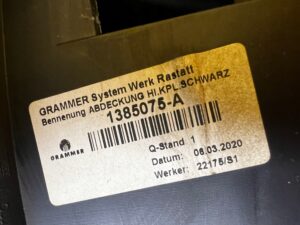 GRAMMER System Werk Rastatt
Bennenung ABDECKUNG HI.KPL.SCHWARZ
1385075-A
GRAMMER
Q-Stand 1
Datum: 06.03.2020
Werker: 22175/S1